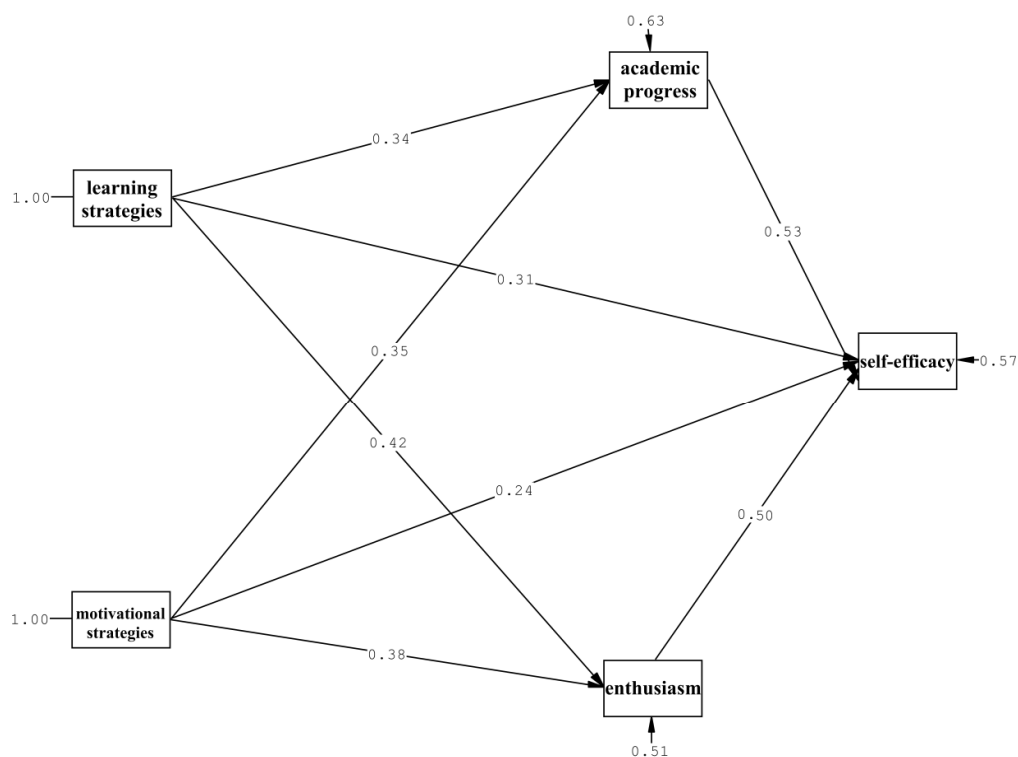 0.63
academic
progress
0.34
1.00
learning
strategies
0.53
0.31
0.35
self-efficacy
0.57
0.42
0.24
0.50
1.00
motivational
strategies
0.38
enthusiasm
0.51